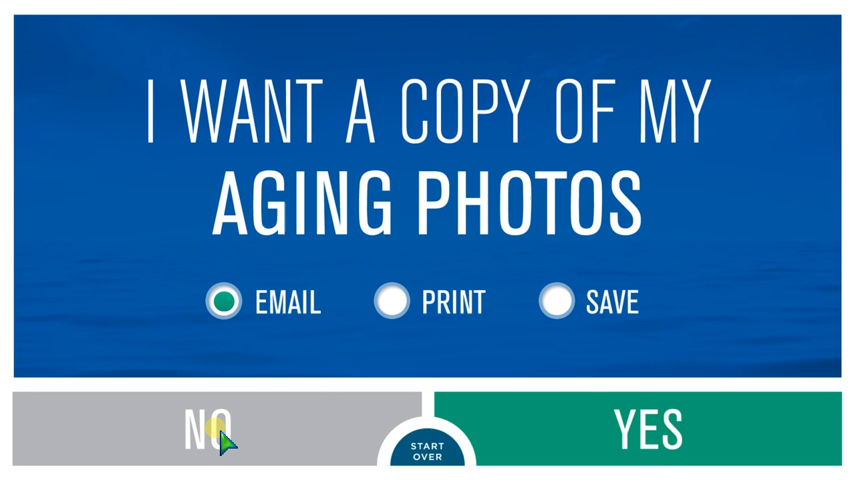 I WANT A COPY OF MY
AGING PHOTOS
EMAIL PRINT SAVE
NO YES
START
OVER